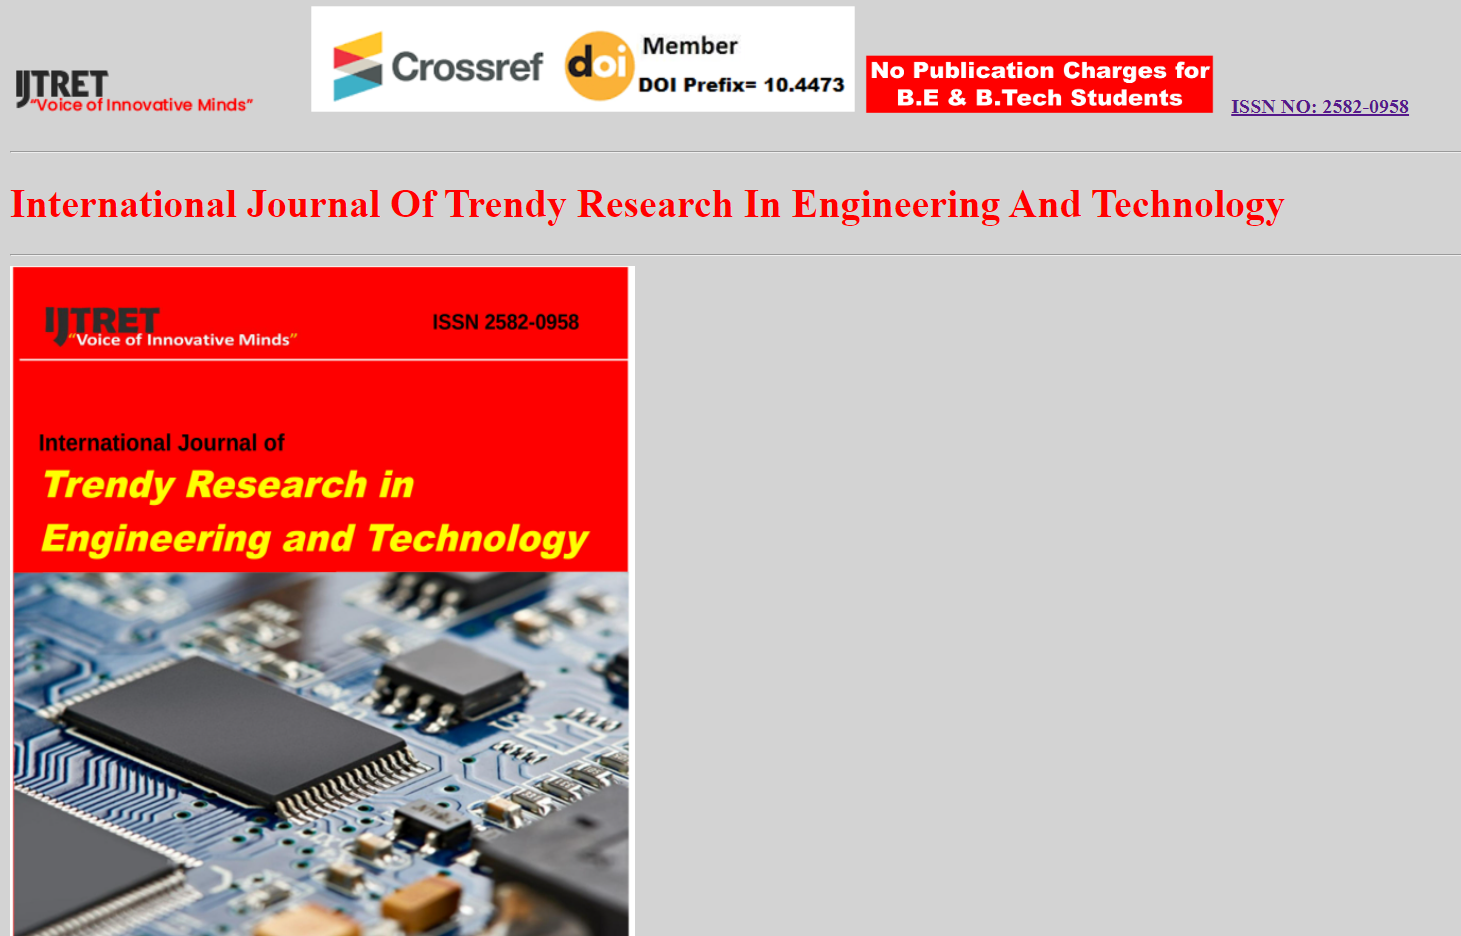 IJTRET
“Voice of Innovative Minds”
Crossref
doi
Member
DOI Prefix= 10.4473
No Publication Charges for
B.E & B.Tech Students
ISSN NO: 2582-0958
International Journal Of Trendy Research In Engineering And Technology
IJTRET
“Voice of Innovative Minds”
ISSN 2582-0958
International Journal of
Trendy Research in
Engineering and Technology